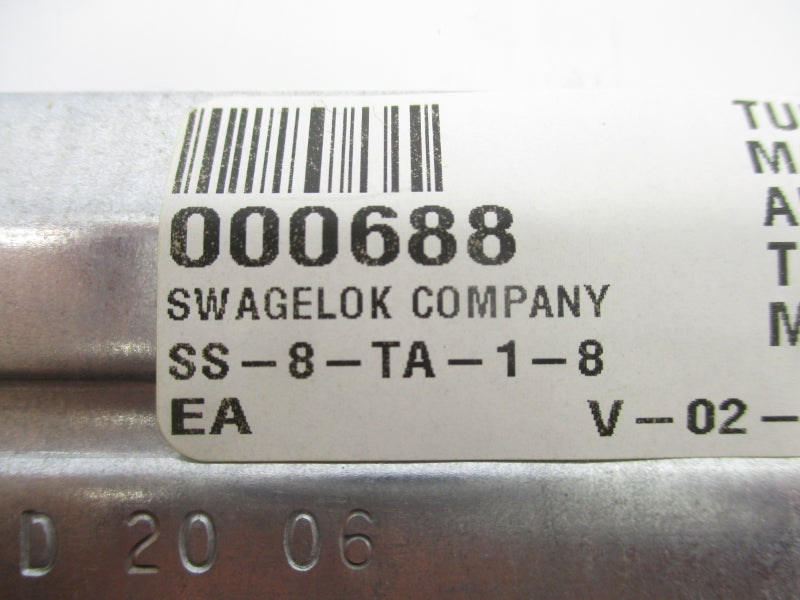 000688
SWAGELOK COMPANY
SS-8-TA-1-8
EA
V-02-
D 20 06